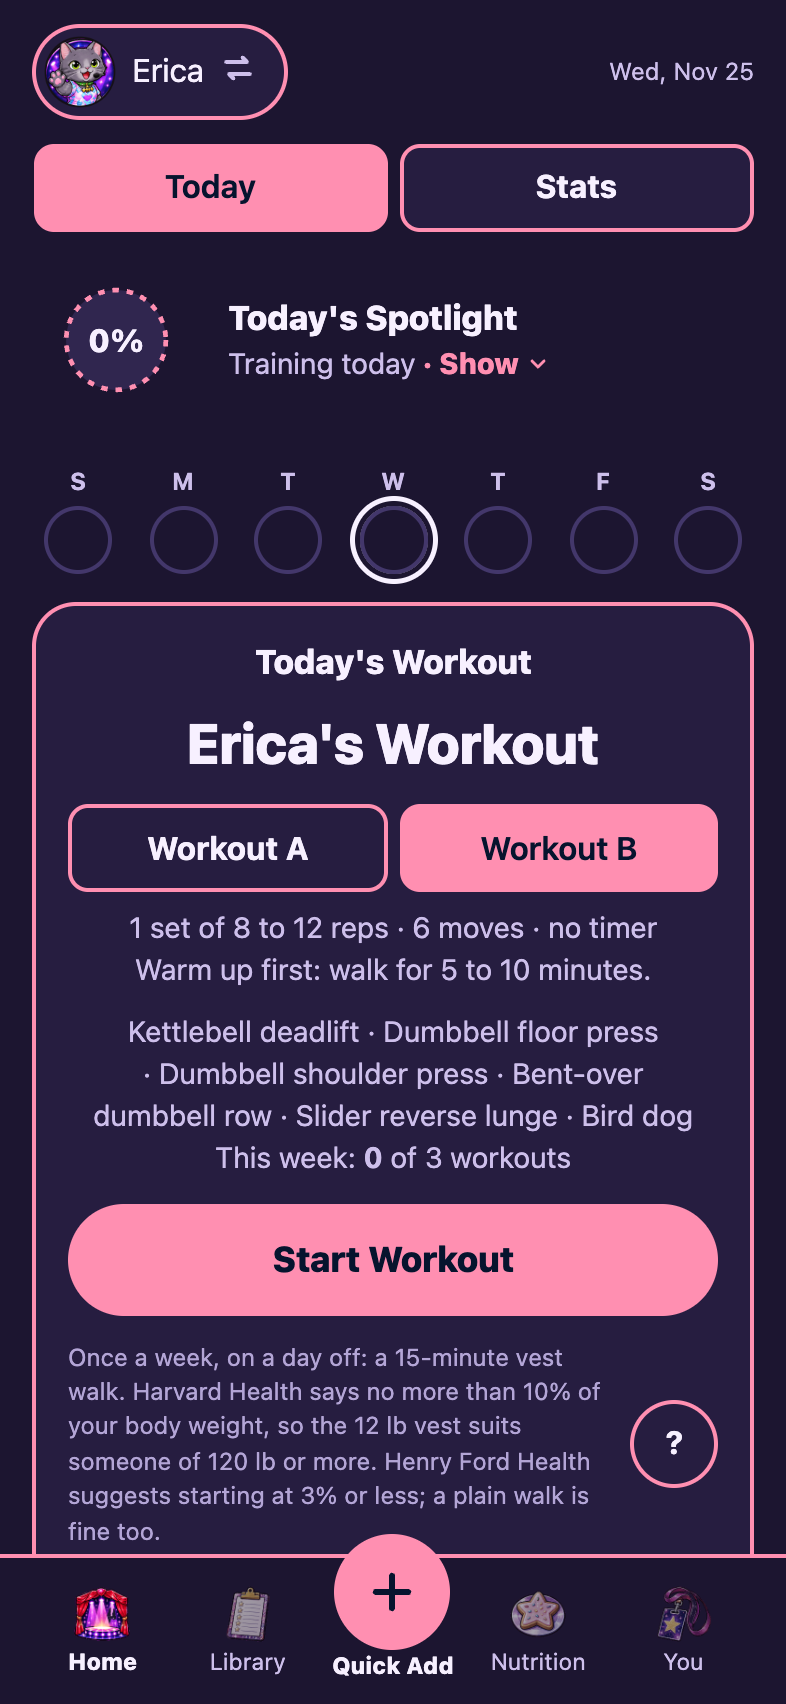 Erica
Wed, Nov 25
Today
Stats
0%
Today's Spotlight
Training today · Show
S M T W T F S
Today's Workout
Erica's Workout
Workout A
Workout B
1 set of 8 to 12 reps · 6 moves · no timer
Warm up first: walk for 5 to 10 minutes.
Kettlebell deadlift · Dumbbell floor press
· Dumbbell shoulder press · Bent-over
dumbbell row · Slider reverse lunge · Bird dog
This week: 0 of 3 workouts
Start Workout
Once a week, on a day off: a 15-minute vest
walk. Harvard Health says no more than 10% of
your body weight, so the 12 lb vest suits
someone of 120 lb or more. Henry Ford Health
suggests starting at 3% or less; a plain walk is
fine too.
?
+
Home
Library
Quick Add
Nutrition
You